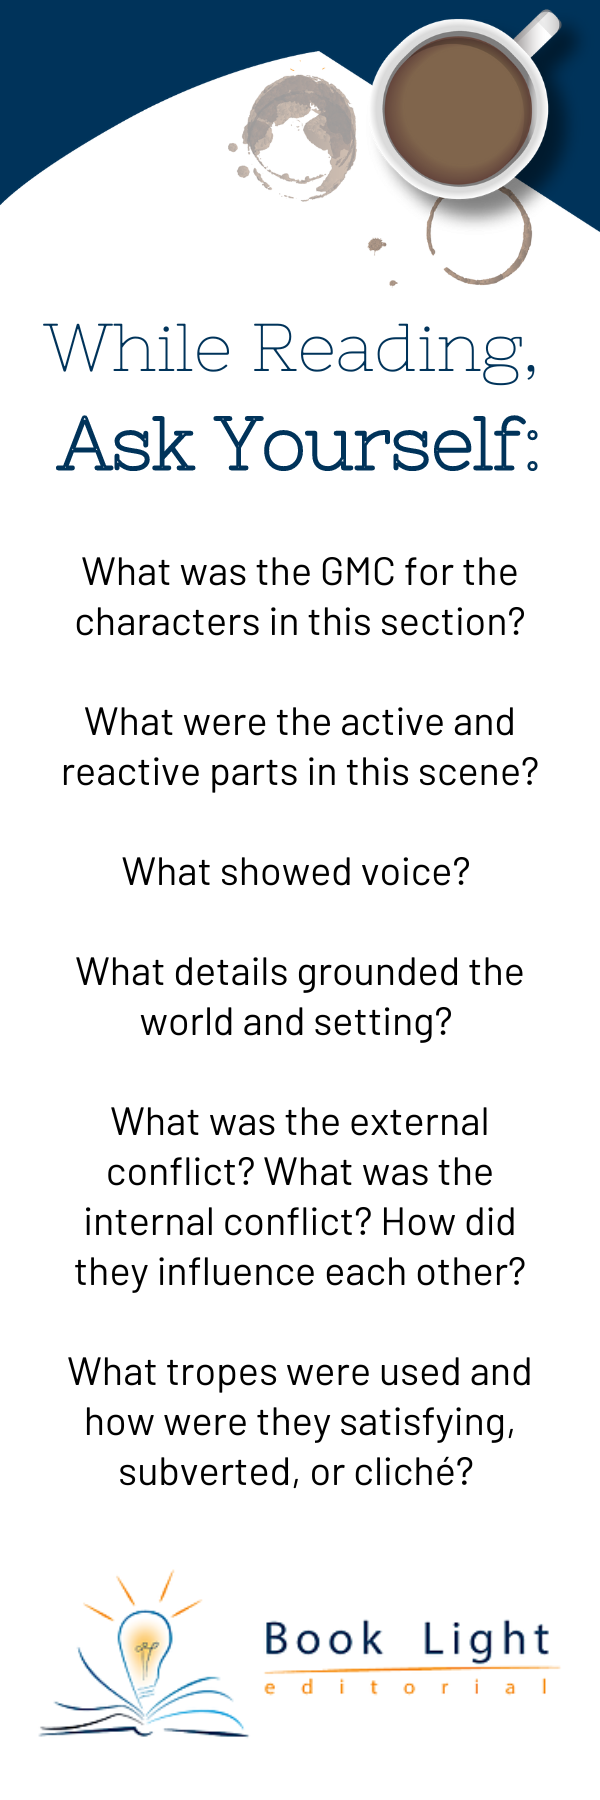 While Reading,
Ask Yourself:
What was the GMC for the
characters in this section?
What were the active and
reactive parts in this scene?
What showed voice?
What details grounded the
world and setting?
What was the external
conflict? What was the
internal conflict? How did
they influence each other?
What tropes were used and
how were they satisfying,
subverted, or cliché?
Book Light
editorial